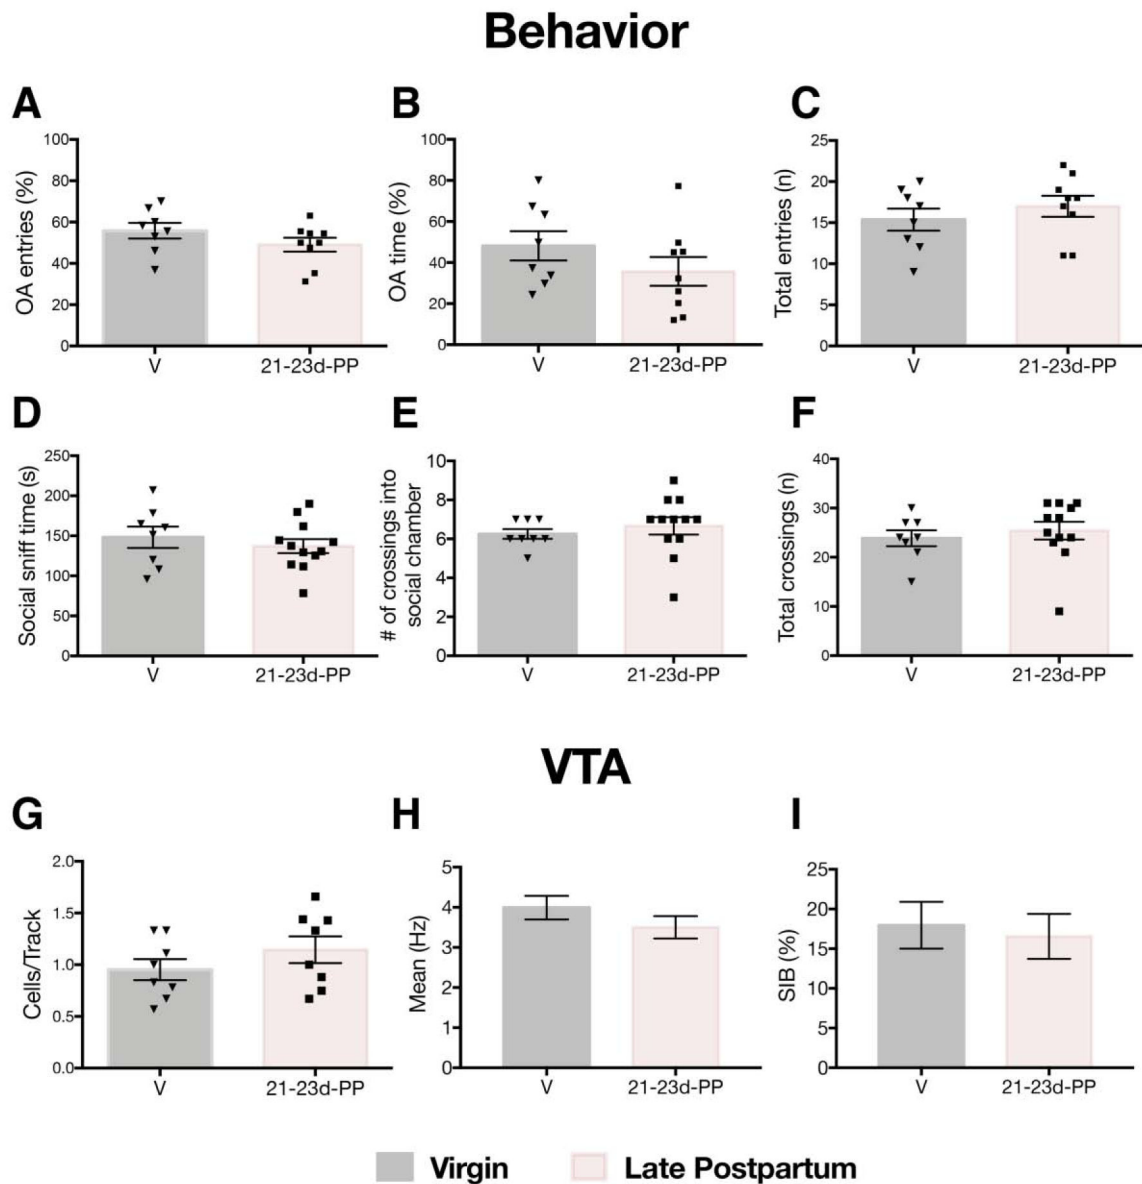 Behavior
A
OA entries (%)
100
80
60
40
20
0
V
21-23d-PP
B
OA time (%)
100
80
60
40
20
0
V
21-23d-PP
C
Total entries (n)
25
20
15
10
5
0
V
21-23d-PP
D
Social sniff time (s)
250
200
150
100
50
0
V
21-23d-PP
E
# of crossings into
social chamber
10
8
6
4
2
0
V
21-23d-PP
F
Total crossings (n)
40
30
20
10
0
V
21-23d-PP
VTA
G
Cells/Track
2.0
1.5
1.0
0.5
0.0
V
21-23d-PP
H
Mean (Hz)
5
4
3
2
1
0
V
21-23d-PP
I
SIB (%)
25
20
15
10
5
0
V
21-23d-PP
Virgin
Late Postpartum